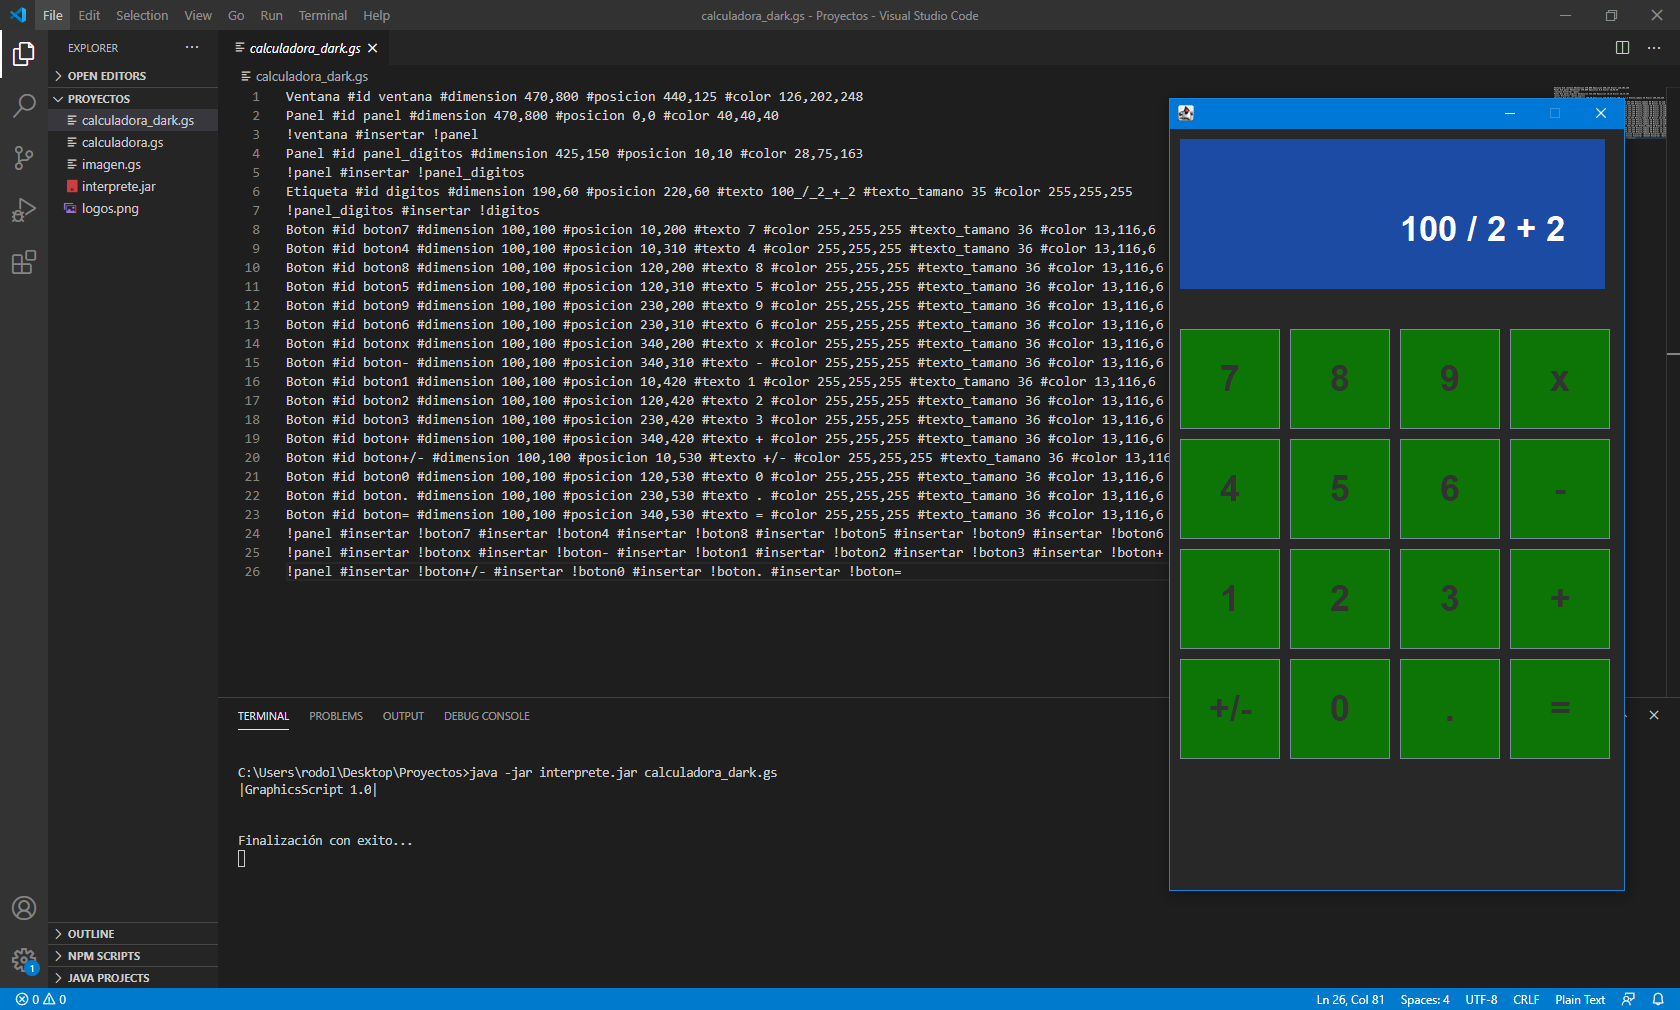 File Edit Selection View Go Run Terminal Help
calculadora_dark.gs - Proyectos - Visual Studio Code
EXPLORER
OPEN EDITORS
PROYECTOS
calculadora_dark.gs
calculadora.gs
imagen.gs
interprete.jar
logos.png
OUTLINE
NPM SCRIPTS
JAVA PROJECTS
1
calculadora_dark.gs
calculadora_dark.gs
1 Ventana #id ventana #dimension 470,800 #posicion 440,125 #color 126,202,248
2 Panel #id panel #dimension 470,800 #posicion 0,0 #color 40,40,40
3 !ventana #insertar !panel
4 Panel #id panel_digitos #dimension 425,150 #posicion 10,10 #color 28,75,163
5 !panel #insertar !panel_digitos
6 Etiqueta #id digitos #dimension 190,60 #posicion 220,60 #texto 100_/_2_+_2 #texto_tamano 35 #color 255,255,255
7 !panel_digitos #insertar !digitos
8 Boton #id boton7 #dimension 100,100 #posicion 10,200 #texto 7 #color 255,255,255 #texto_tamano 36 #color 13,116,6
9 Boton #id boton4 #dimension 100,100 #posicion 10,310 #texto 4 #color 255,255,255 #texto_tamano 36 #color 13,116,6
10 Boton #id boton8 #dimension 100,100 #posicion 120,200 #texto 8 #color 255,255,255 #texto_tamano 36 #color 13,116,6
11 Boton #id boton5 #dimension 100,100 #posicion 120,310 #texto 5 #color 255,255,255 #texto_tamano 36 #color 13,116,6
12 Boton #id boton9 #dimension 100,100 #posicion 230,200 #texto 9 #color 255,255,255 #texto_tamano 36 #color 13,116,6
13 Boton #id boton6 #dimension 100,100 #posicion 230,310 #texto 6 #color 255,255,255 #texto_tamano 36 #color 13,116,6
14 Boton #id botonx #dimension 100,100 #posicion 340,200 #texto x #color 255,255,255 #texto_tamano 36 #color 13,116,6
15 Boton #id boton- #dimension 100,100 #posicion 340,310 #texto - #color 255,255,255 #texto_tamano 36 #color 13,116,6
16 Boton #id boton1 #dimension 100,100 #posicion 10,420 #texto 1 #color 255,255,255 #texto_tamano 36 #color 13,116,6
17 Boton #id boton2 #dimension 100,100 #posicion 120,420 #texto 2 #color 255,255,255 #texto_tamano 36 #color 13,116,6
18 Boton #id boton3 #dimension 100,100 #posicion 230,420 #texto 3 #color 255,255,255 #texto_tamano 36 #color 13,116,6
19 Boton #id boton+ #dimension 100,100 #posicion 340,420 #texto + #color 255,255,255 #texto_tamano 36 #color 13,116,6
20 Boton #id boton+/- #dimension 100,100 #posicion 10,530 #texto +/- #color 255,255,255 #texto_tamano 36 #color 13,116
21 Boton #id boton0 #dimension 100,100 #posicion 120,530 #texto 0 #color 255,255,255 #texto_tamano 36 #color 13,116,6
22 Boton #id boton. #dimension 100,100 #posicion 230,530 #texto . #color 255,255,255 #texto_tamano 36 #color 13,116,6
23 Boton #id boton= #dimension 100,100 #posicion 340,530 #texto = #color 255,255,255 #texto_tamano 36 #color 13,116,6
24 !panel #insertar !boton7 #insertar !boton4 #insertar !boton8 #insertar !boton5 #insertar !boton9 #insertar !boton6
25 !panel #insertar !botonx #insertar !boton- #insertar !boton1 #insertar !boton2 #insertar !boton3 #insertar !boton+
26 !panel #insertar !boton+/- #insertar !boton0 #insertar !boton. #insertar !boton=
100 / 2 + 2
7 8 9 x
4 5 6 -
1 2 3 +
+/- 0 . =
TERMINAL PROBLEMS OUTPUT DEBUG CONSOLE
C:\Users\rodol\Desktop\Proyectos>java -jar interprete.jar calculadora_dark.gs
|GraphicsScript 1.0|
Finalización con exito...
0 0
Ln 26, Col 81 Spaces: 4 UTF-8 CRLF Plain Text